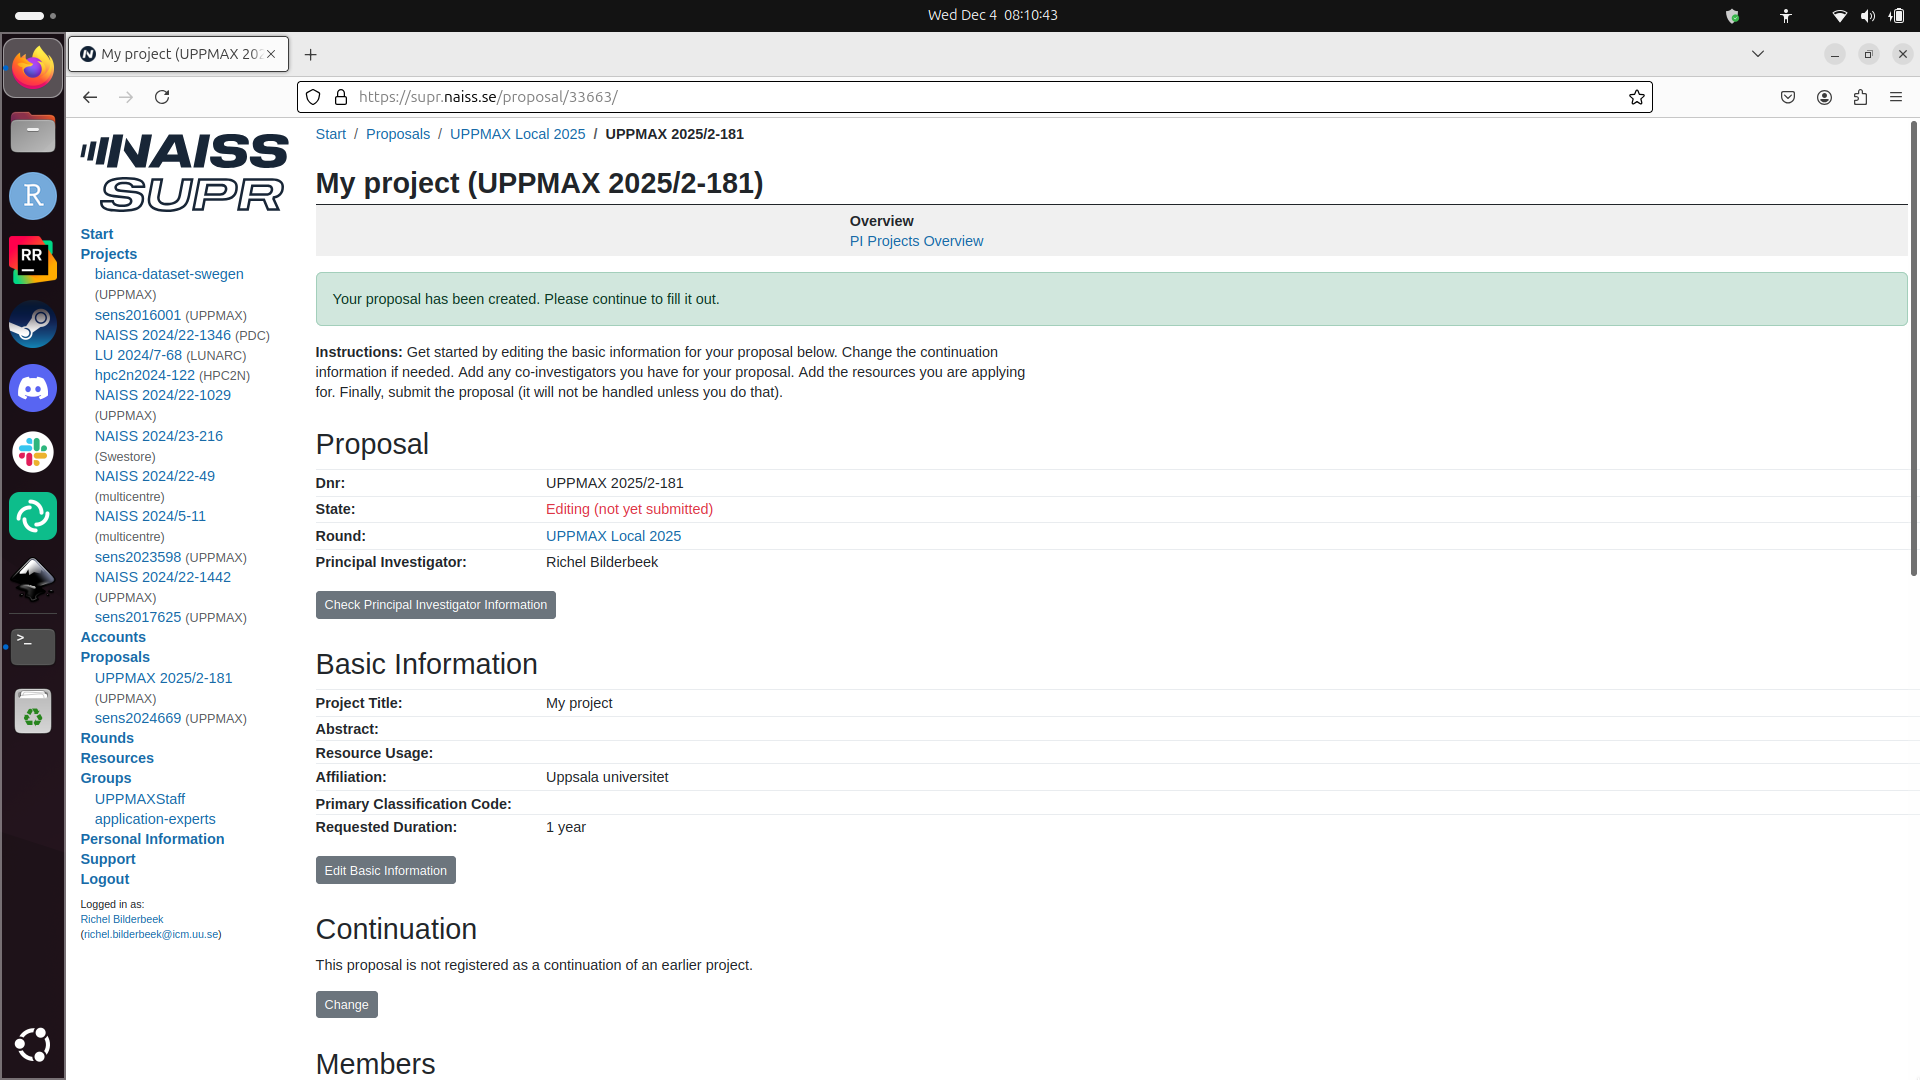 Wed Dec 4 08:10:43
My project (UPPMAX 202
https://supr.naiss.se/proposal/33663/
NAISS
SUPR
Start
Projects
bianca-dataset-swegen
(UPPMAX)
sens2016001 (UPPMAX)
NAISS 2024/22-1346 (PDC)
LU 2024/7-68 (LUNARC)
hpc2n2024-122 (HPC2N)
NAISS 2024/22-1029
(UPPMAX)
NAISS 2024/23-216
(Swestore)
NAISS 2024/22-49
(multicentre)
NAISS 2024/5-11
(multicentre)
sens2023598 (UPPMAX)
NAISS 2024/22-1442
(UPPMAX)
sens2017625 (UPPMAX)
Accounts
Proposals
UPPMAX 2025/2-181
(UPPMAX)
sens2024669 (UPPMAX)
Rounds
Resources
Groups
UPPMAXStaff
application-experts
Personal Information
Support
Logout
Logged in as:
Richel Bilderbeek
(richel.bilderbeek@icm.uu.se)
Start / Proposals / UPPMAX Local 2025 / UPPMAX 2025/2-181
My project (UPPMAX 2025/2-181)
Overview
PI Projects Overview
Your proposal has been created. Please continue to fill it out.
Instructions: Get started by editing the basic information for your proposal below. Change the continuation
information if needed. Add any co-investigators you have for your proposal. Add the resources you are applying
for. Finally, submit the proposal (it will not be handled unless you do that).
Proposal
Dnr: UPPMAX 2025/2-181
State: Editing (not yet submitted)
Round: UPPMAX Local 2025
Principal Investigator: Richel Bilderbeek
Check Principal Investigator Information
Basic Information
Project Title: My project
Abstract:
Resource Usage:
Affiliation: Uppsala universitet
Primary Classification Code:
Requested Duration: 1 year
Edit Basic Information
Continuation
This proposal is not registered as a continuation of an earlier project.
Change
Members
R
RR
>_